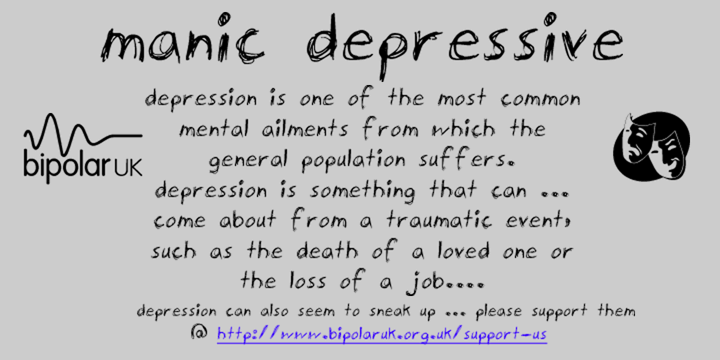 manic depressive
depression is one of the most common
mental ailments from which the
general population suffers.
depression is something that can ...
come about from a traumatic event,
such as the death of a loved one or
the loss of a job....
bipolar UK
depression can also seem to sneak up ... please support them
@ http://www.bipolaruk.org.uk/support-us